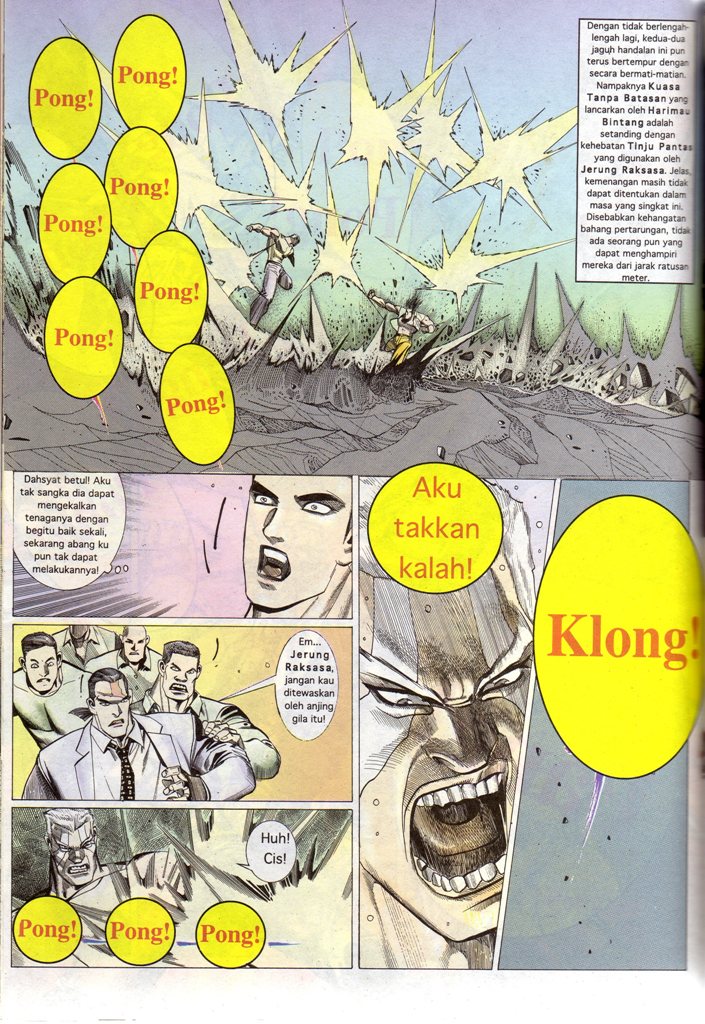 Pong!
Pong!
Pong!
Pong!
Pong!
Pong!
Pong!
Dengan tidak berlengah-
lengah lagi, kedua-dua
jaguh handalan ini pun
terus bertempur dengan
secara bermati-matian.
Nampaknya Kuasa
Tanpa Batasan yang
lancarkan oleh Harimau
Bintang adalah
setanding dengan
kehebatan Tinju Pantas
yang digunakan oleh
Jerung Raksasa. Jelas,
kemenangan masih tidak
dapat ditentukan dalam
masa yang singkat ini.
Disebabkan kehangatan
bahang pertarungan, tidak
ada seorang pun yang
dapat menghampiri
mereka dari jarak ratusan
meter.
Dahsyat betul! Aku
tak sangka dia dapat
mengekalkan
tenaganya dengan
begitu baik sekali,
sekarang abang ku
pun tak dapat
melakukannya!
Em...
Jerung
Raksasa,
jangan kau
ditewaskan
oleh anjing
gila itu!
Huh!
Cis!
Pong!
Pong!
Pong!
Aku
takkan
kalah!
Klong!